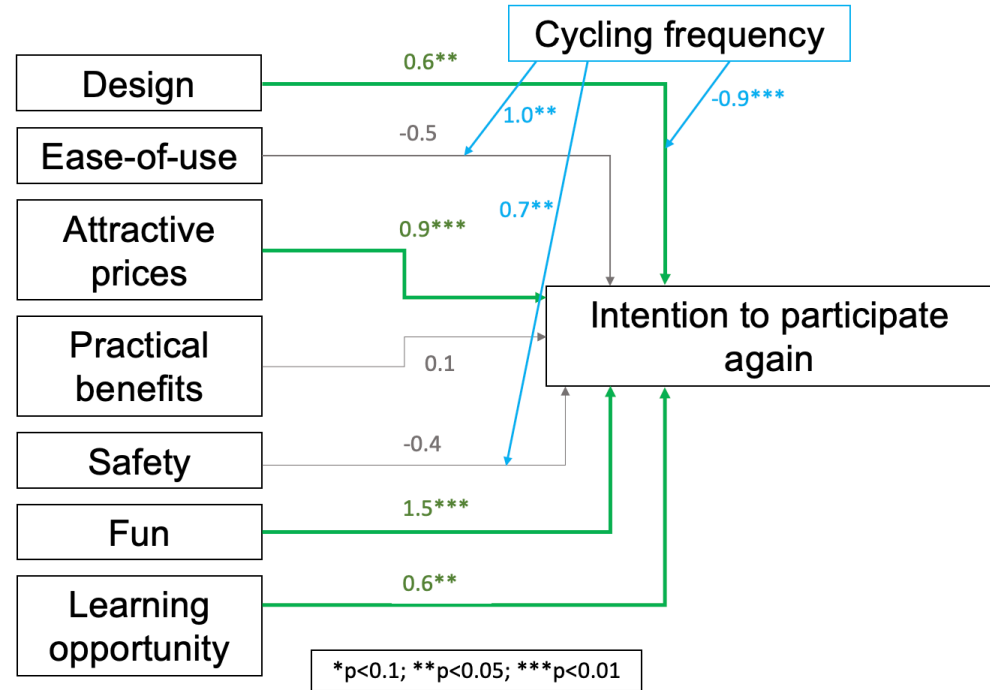 Cycling frequency
Design
0.6**
-0.9***
1.0**
Ease-of-use
-0.5
Attractive
prices
0.9***
0.7**
Intention to participate
again
Practical
benefits
0.1
Safety
-0.4
Fun
1.5***
Learning
opportunity
0.6**
*p<0.1; **p<0.05; ***p<0.01